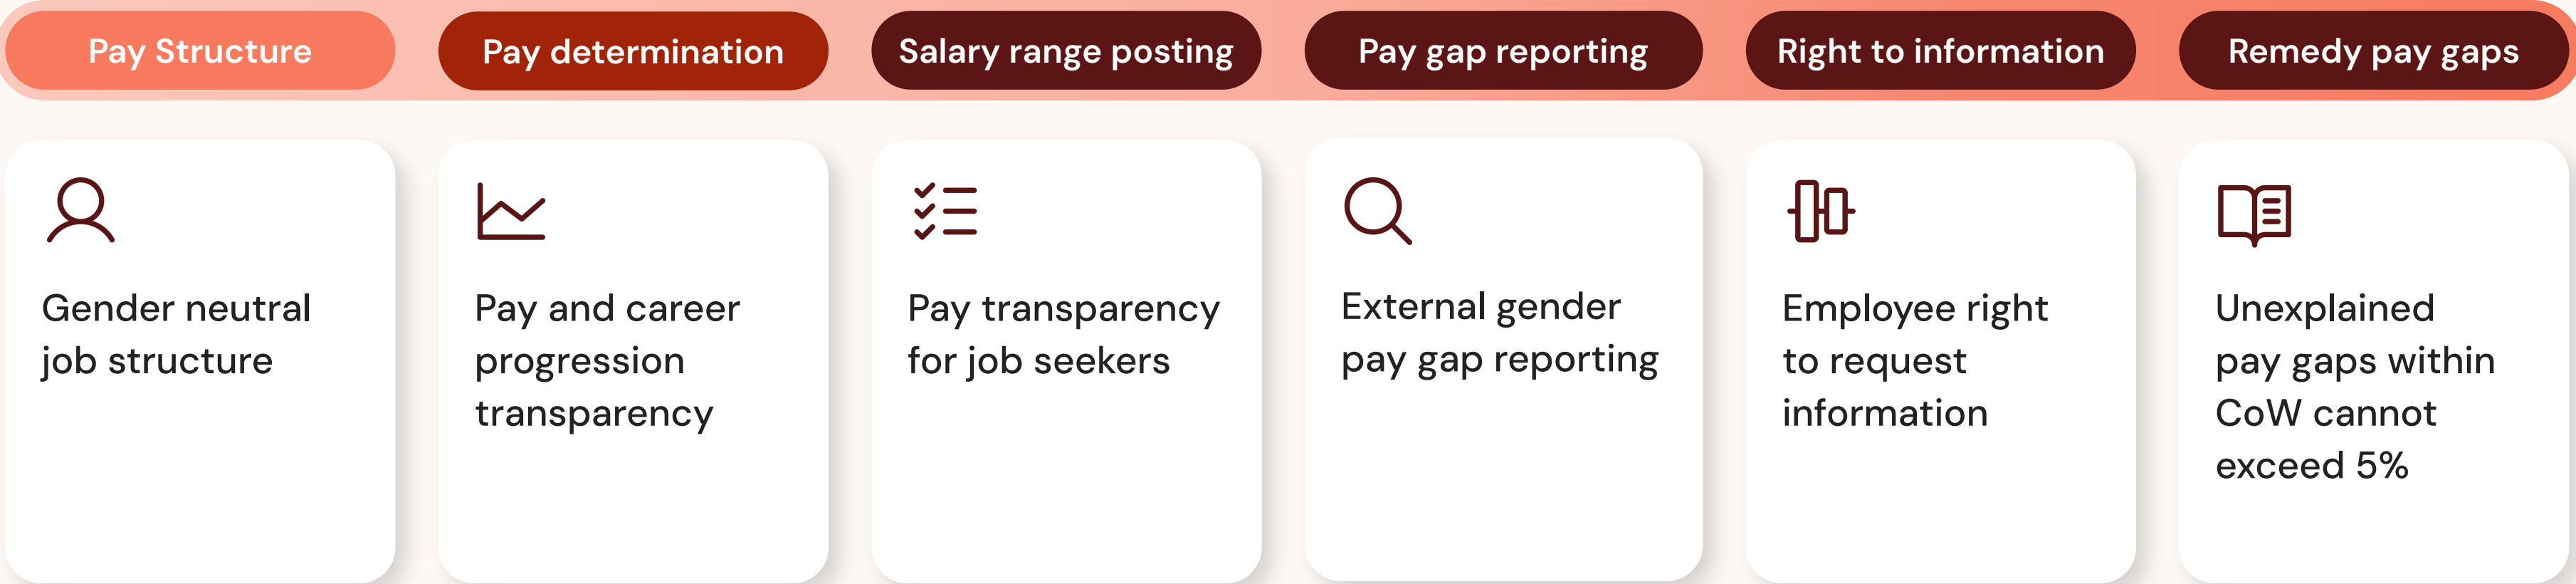 Pay Structure
Pay determination
Salary range posting
Pay gap reporting
Right to information
Remedy pay gaps
Gender neutral
job structure
Pay and career
progression
transparency
Pay transparency
for job seekers
External gender
pay gap reporting
Employee right
to request
information
Unexplained
pay gaps within
CoW cannot
exceed 5%